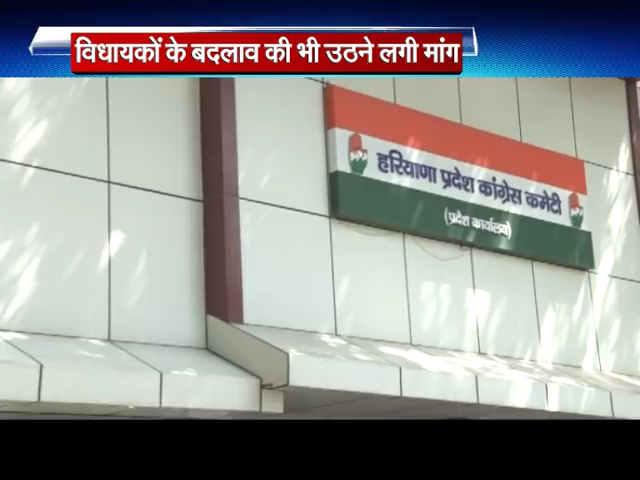 विधायकों के बदलाव की भी उठने लगी मांग
हरियाणा प्रदेश कांग्रेस कमेटी
(प्रदेश कार्यालय)